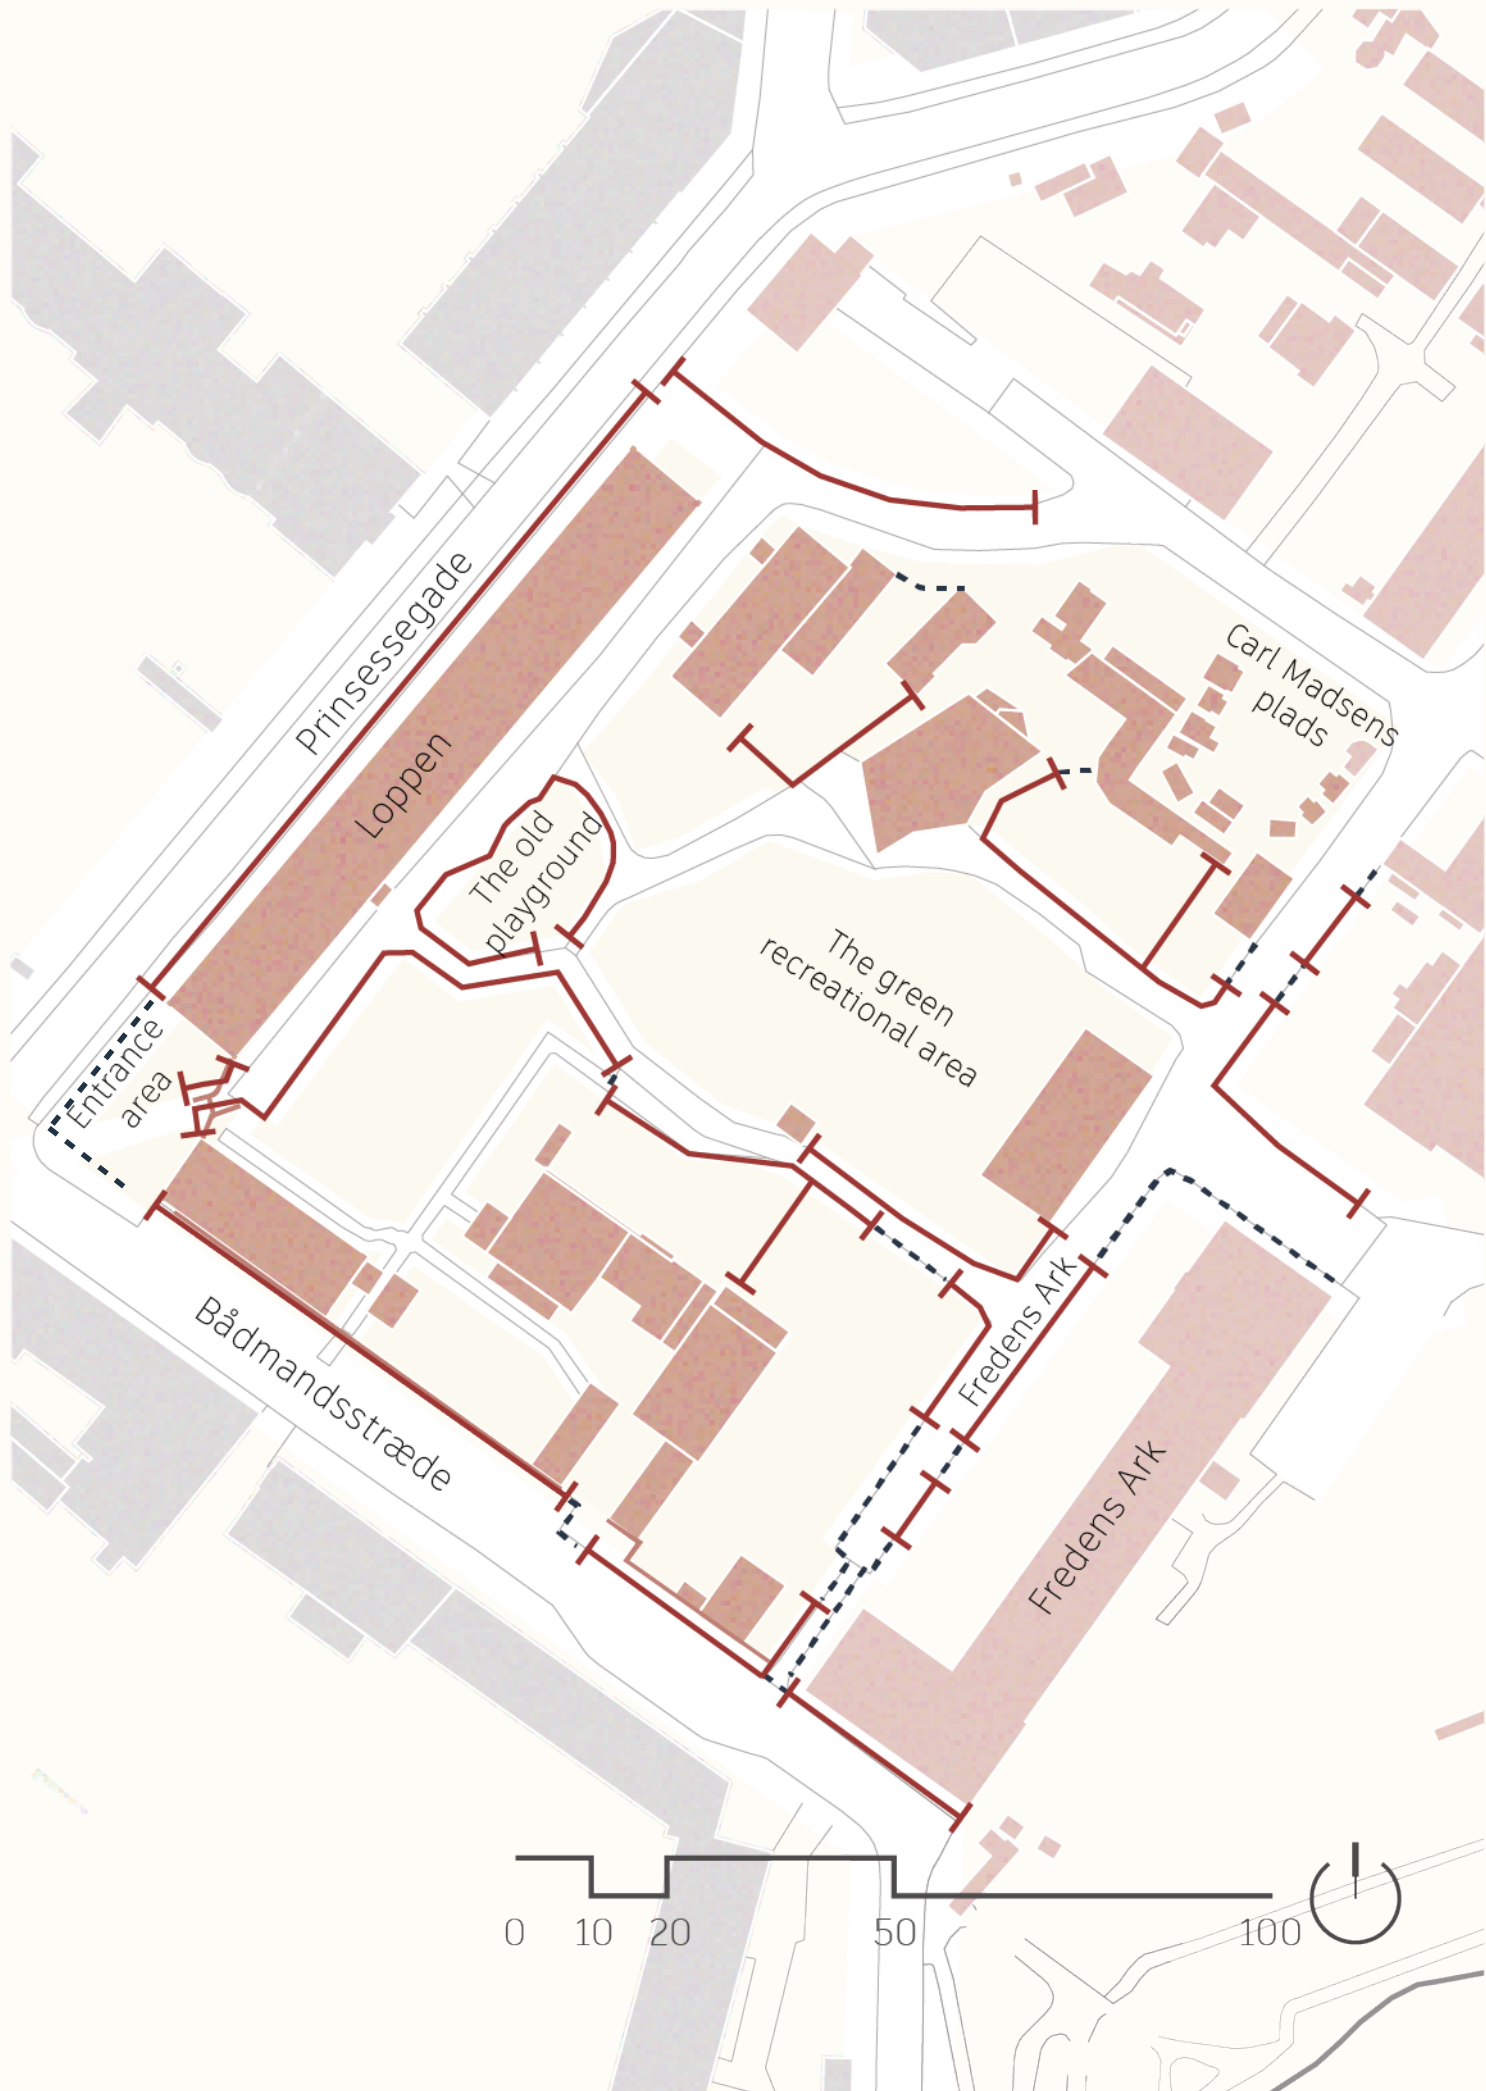 Prinsessegade
Loppen
Carl Madsens
plads
The old
playground
The green
recreational area
Entrance
area
Bådmandsstræde
Fredens Ark
Fredens Ark
0 10 20 50 100